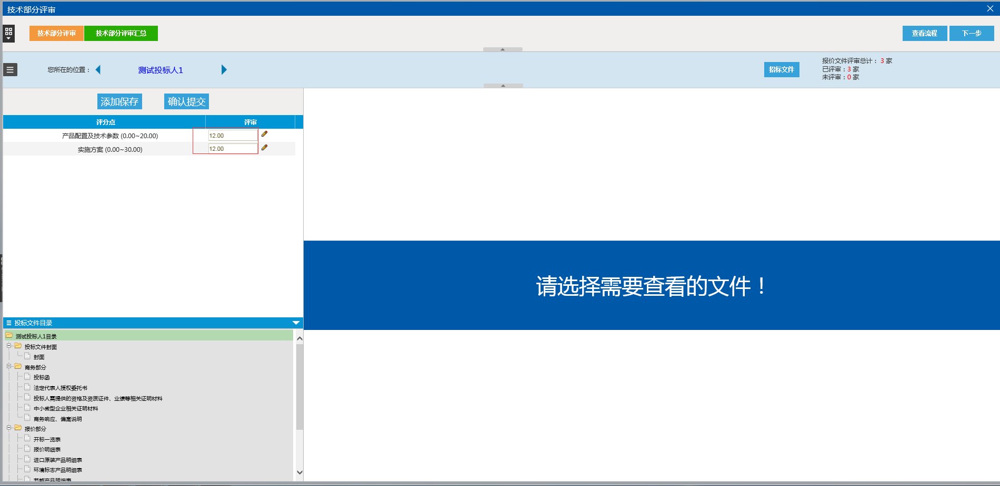 技术部分评审
技术部分评审 技术部分评审汇总 查看流程 下一步
您所在的位置： 测试投标人1 招标文件
报价文件评审总计： 3 家
已评审：3 家
未评审：0 家
添加保存 确认提交
评分点 评审
产品配置及技术参数 (0.00~20.00) 12.00
实施方案 (0.00~30.00) 12.00
请选择需要查看的文件！
投标文件目录
测试投标人1目录
投标文件封面
封面
商务部分
投标函
法定代表人授权委托书
投标人需提供的资格及资质证件、业绩等相关证明材料
中小微型企业相关证明材料
商务响应、偏离说明
报价部分
开标一览表
报价明细表
进口原装产品明细表
环境标志产品明细表
节能产品明细表